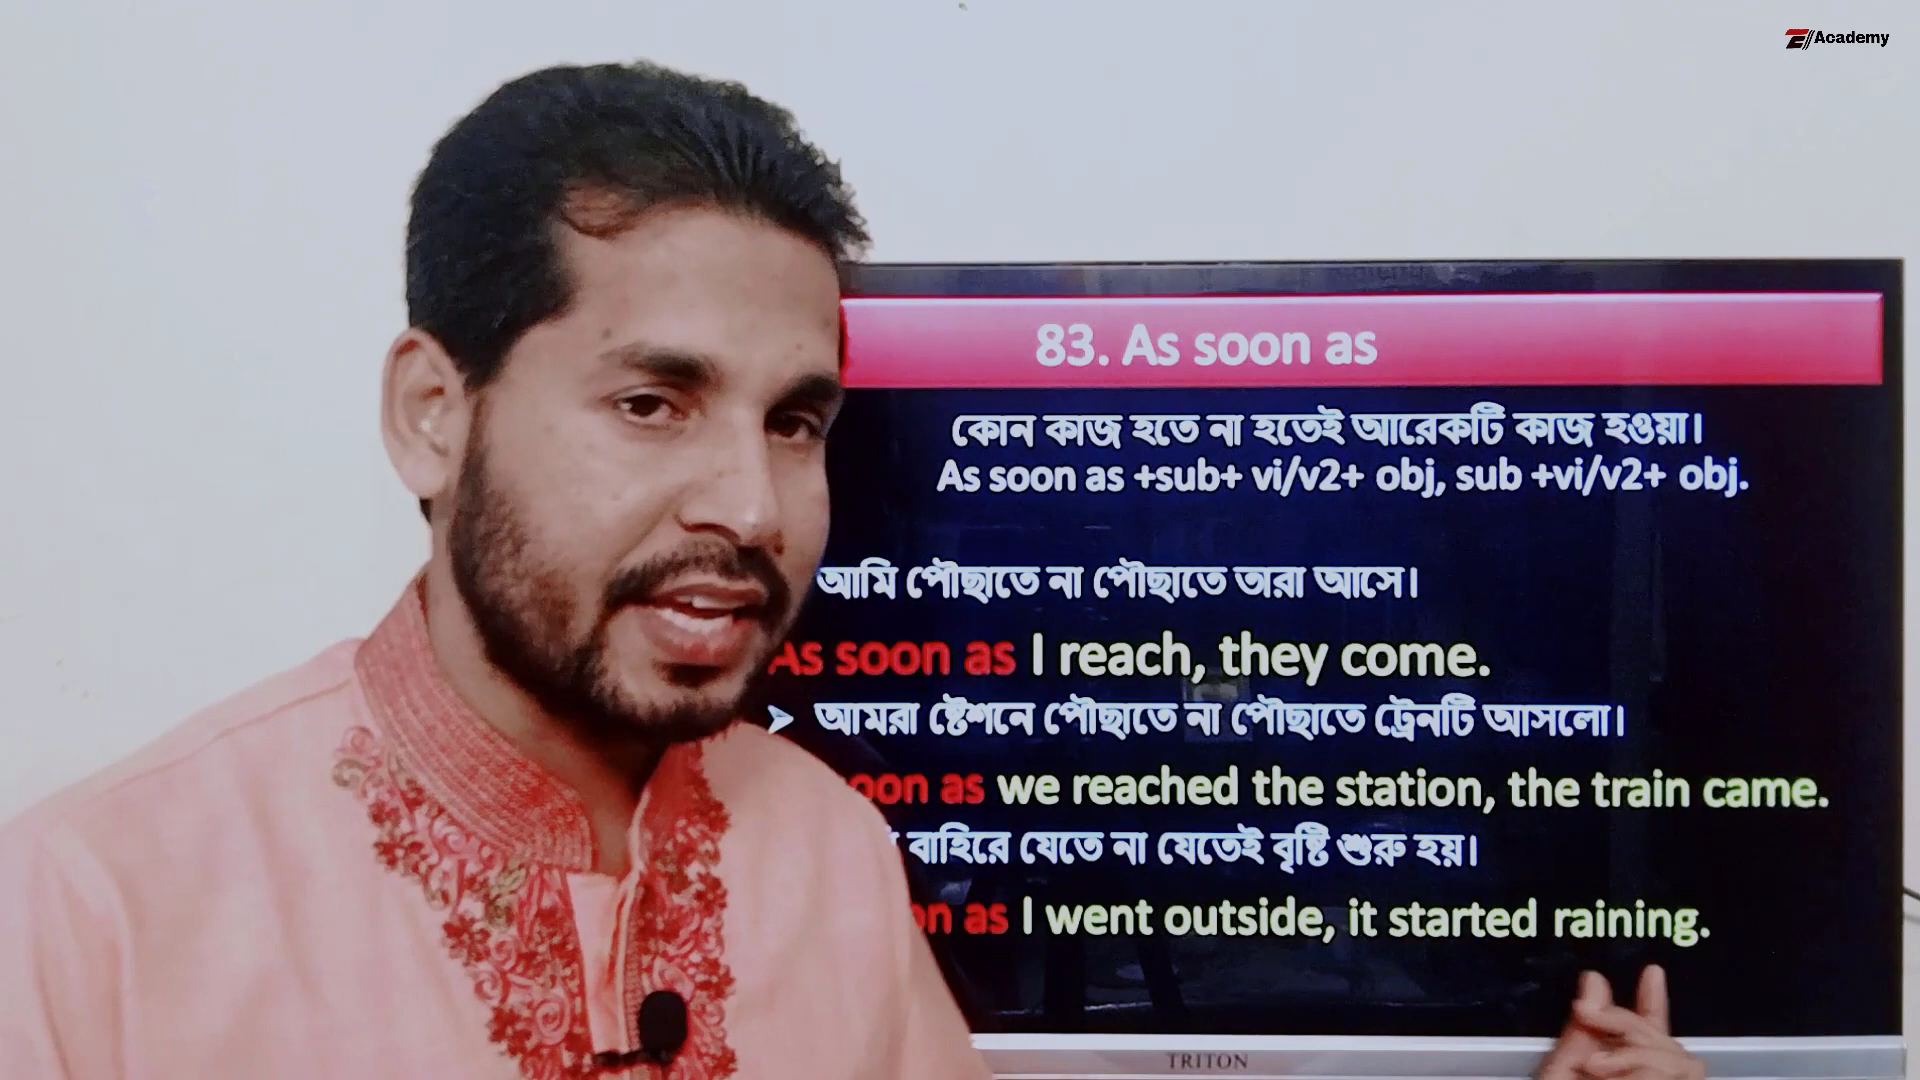 Academy
83. As soon as
কোন কাজ হতে না হতেই আরেকটি কাজ হওয়া।
As soon as +sub+ vi/v2+ obj, sub +vi/v2+ obj.
আমি পৌছাতে না পৌছাতে তারা আসে।
As soon as I reach, they come.
➤ আমরা ষ্টেশনে পৌছাতে না পৌছাতে ট্রেনটি আসলো।
soon as we reached the station, the train came.
বাহিরে যেতে না যেতেই বৃষ্টি শুরু হয়।
as I went outside, it started raining.
TRITON